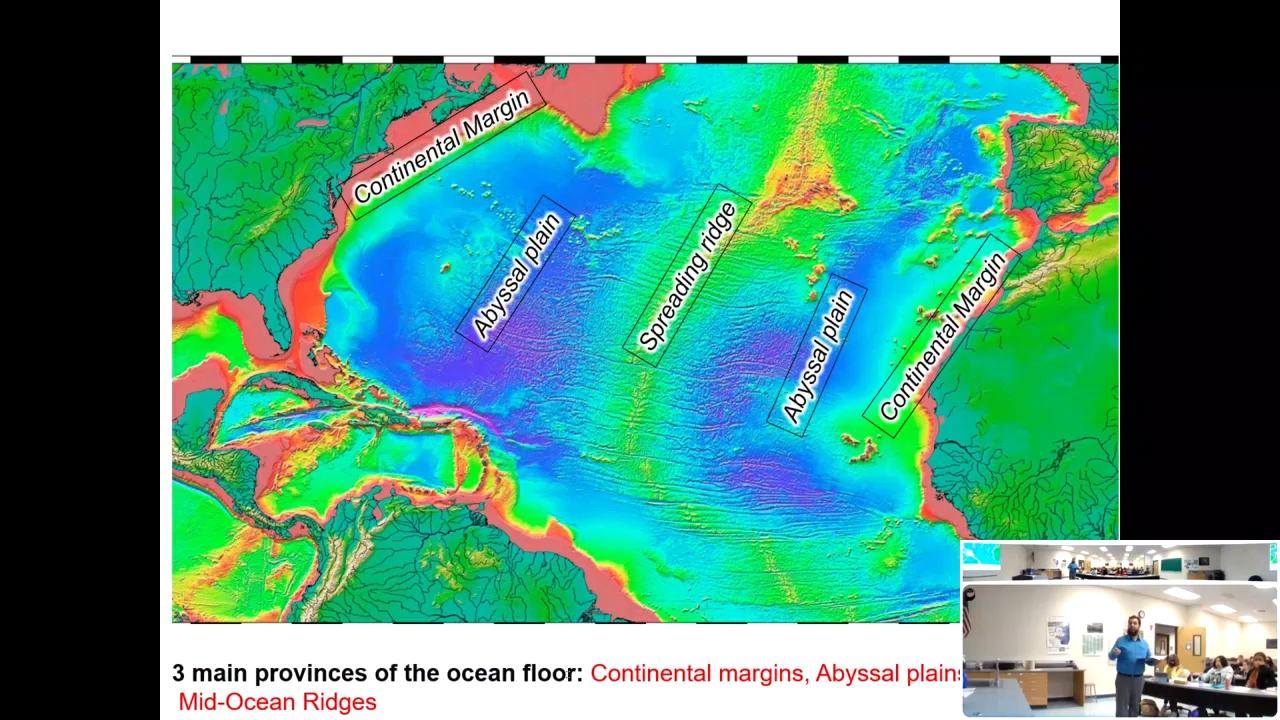 Continental Margin
Abyssal plain
Spreading ridge
Abyssal plain
Continental Margin
3 main provinces of the ocean floor: Continental margins, Abyssal plains
Mid-Ocean Ridges